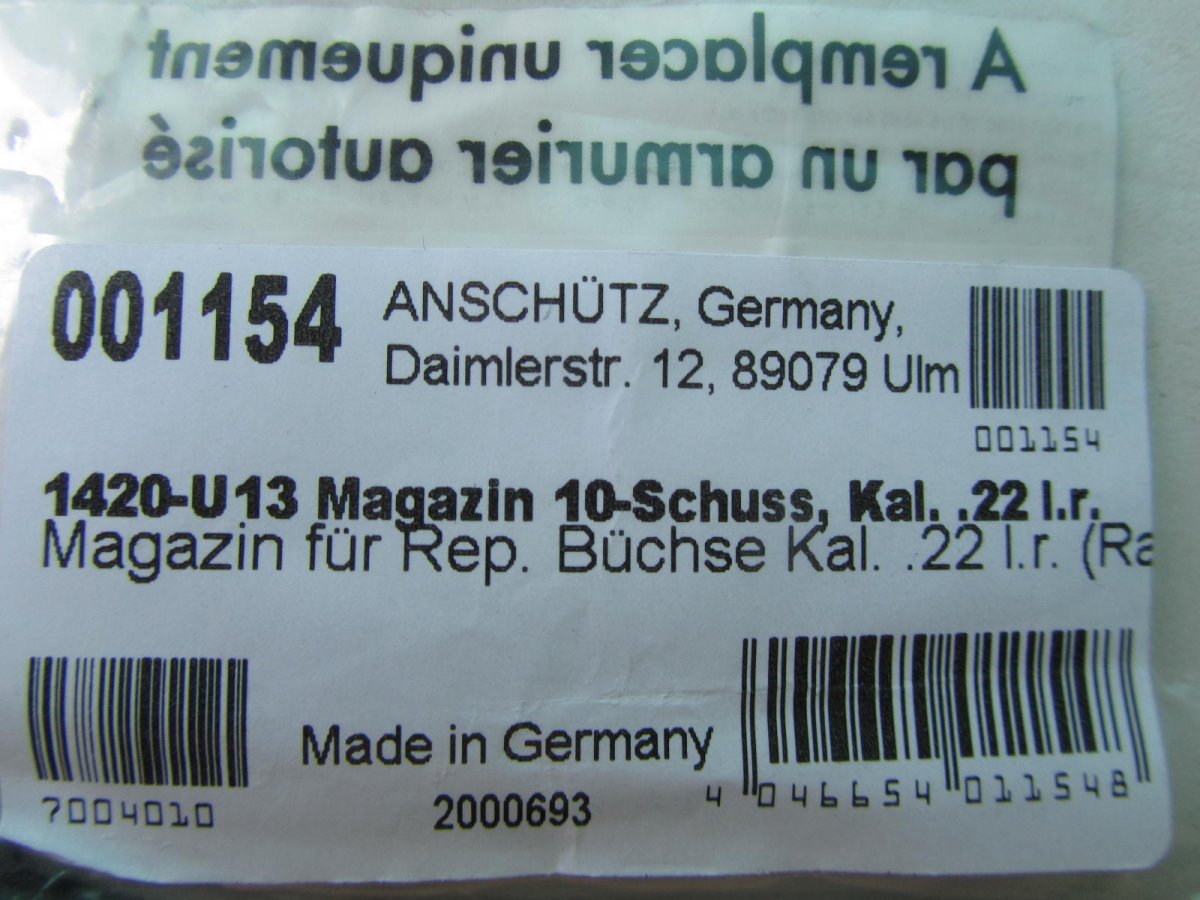 A remplacer uniquement
par un armurier autorisé
001154
ANSCHÜTZ, Germany,
Daimlerstr. 12, 89079 Ulm
001154
1420-U13 Magazin 10-Schuss, Kal. .22 l.r.
Magazin für Rep. Büchse Kal. .22 l.r. (Ra
7004010
Made in Germany
2000693
4 046654 011548